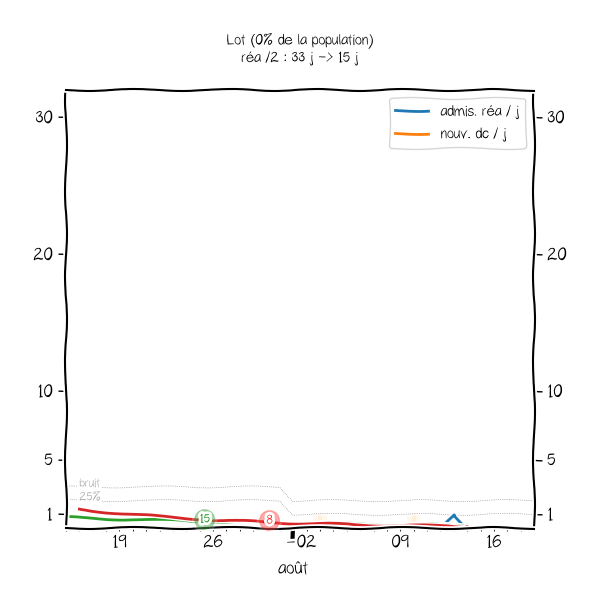 Lot (0% de la population)
réa /2 : 33 j -> 15 j
admis. réa / j
nouv. dc / j
30 30
20 20
10 10
5 5
bruit
25%
1 1
15 8
19 26 02 09 16
août